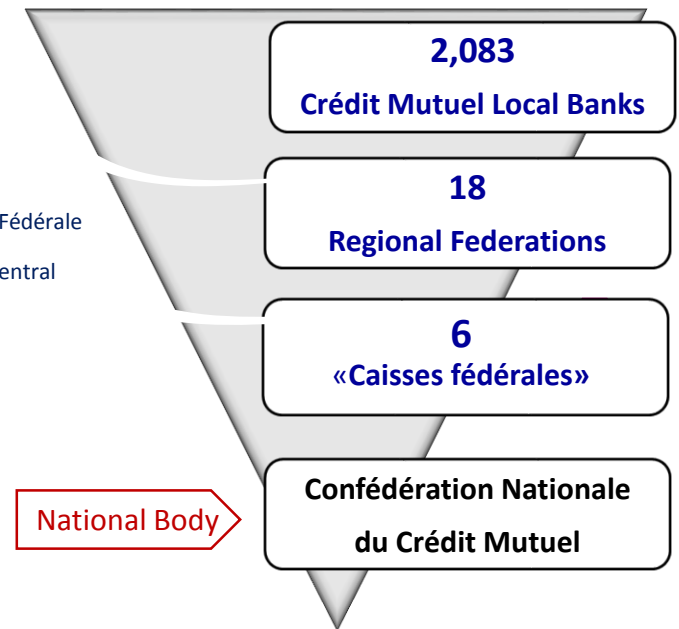 2,083
Crédit Mutuel Local Banks
18
Regional Federations
Fédérale
entral
6
«Caisses fédérales»
National Body
Confédération Nationale
du Crédit Mutuel